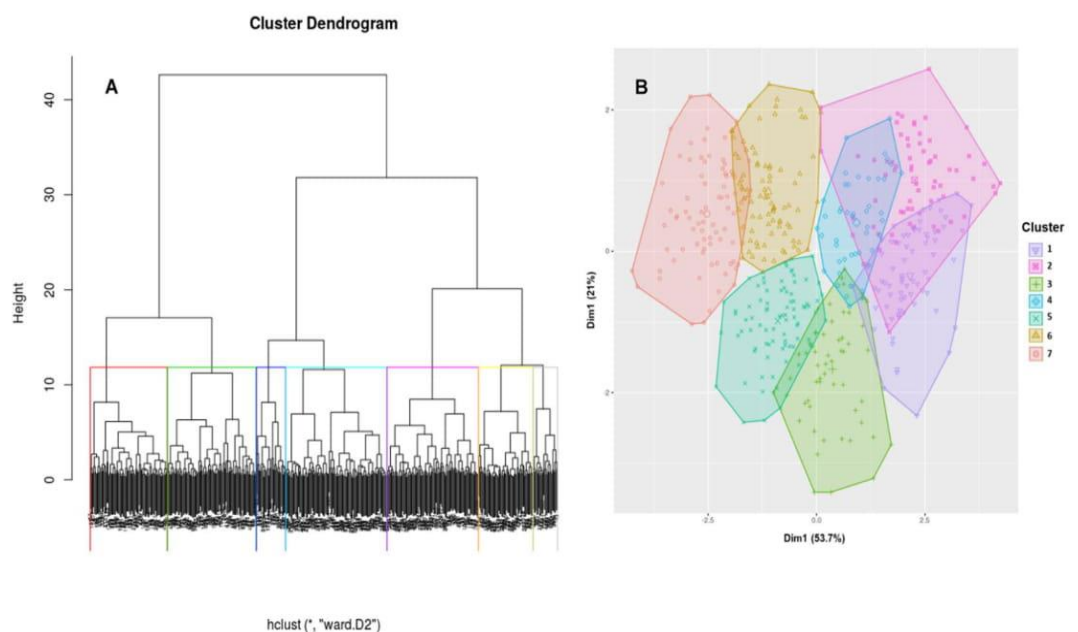 Cluster Dendrogram
A
Height
40
30
20
10
0
hclust (*, "ward.D2")
B
Dim1 (21%)
2
0
-2
-2.5
0.0
2.5
Dim1 (53.7%)
Cluster
1
2
3
4
5
6
7